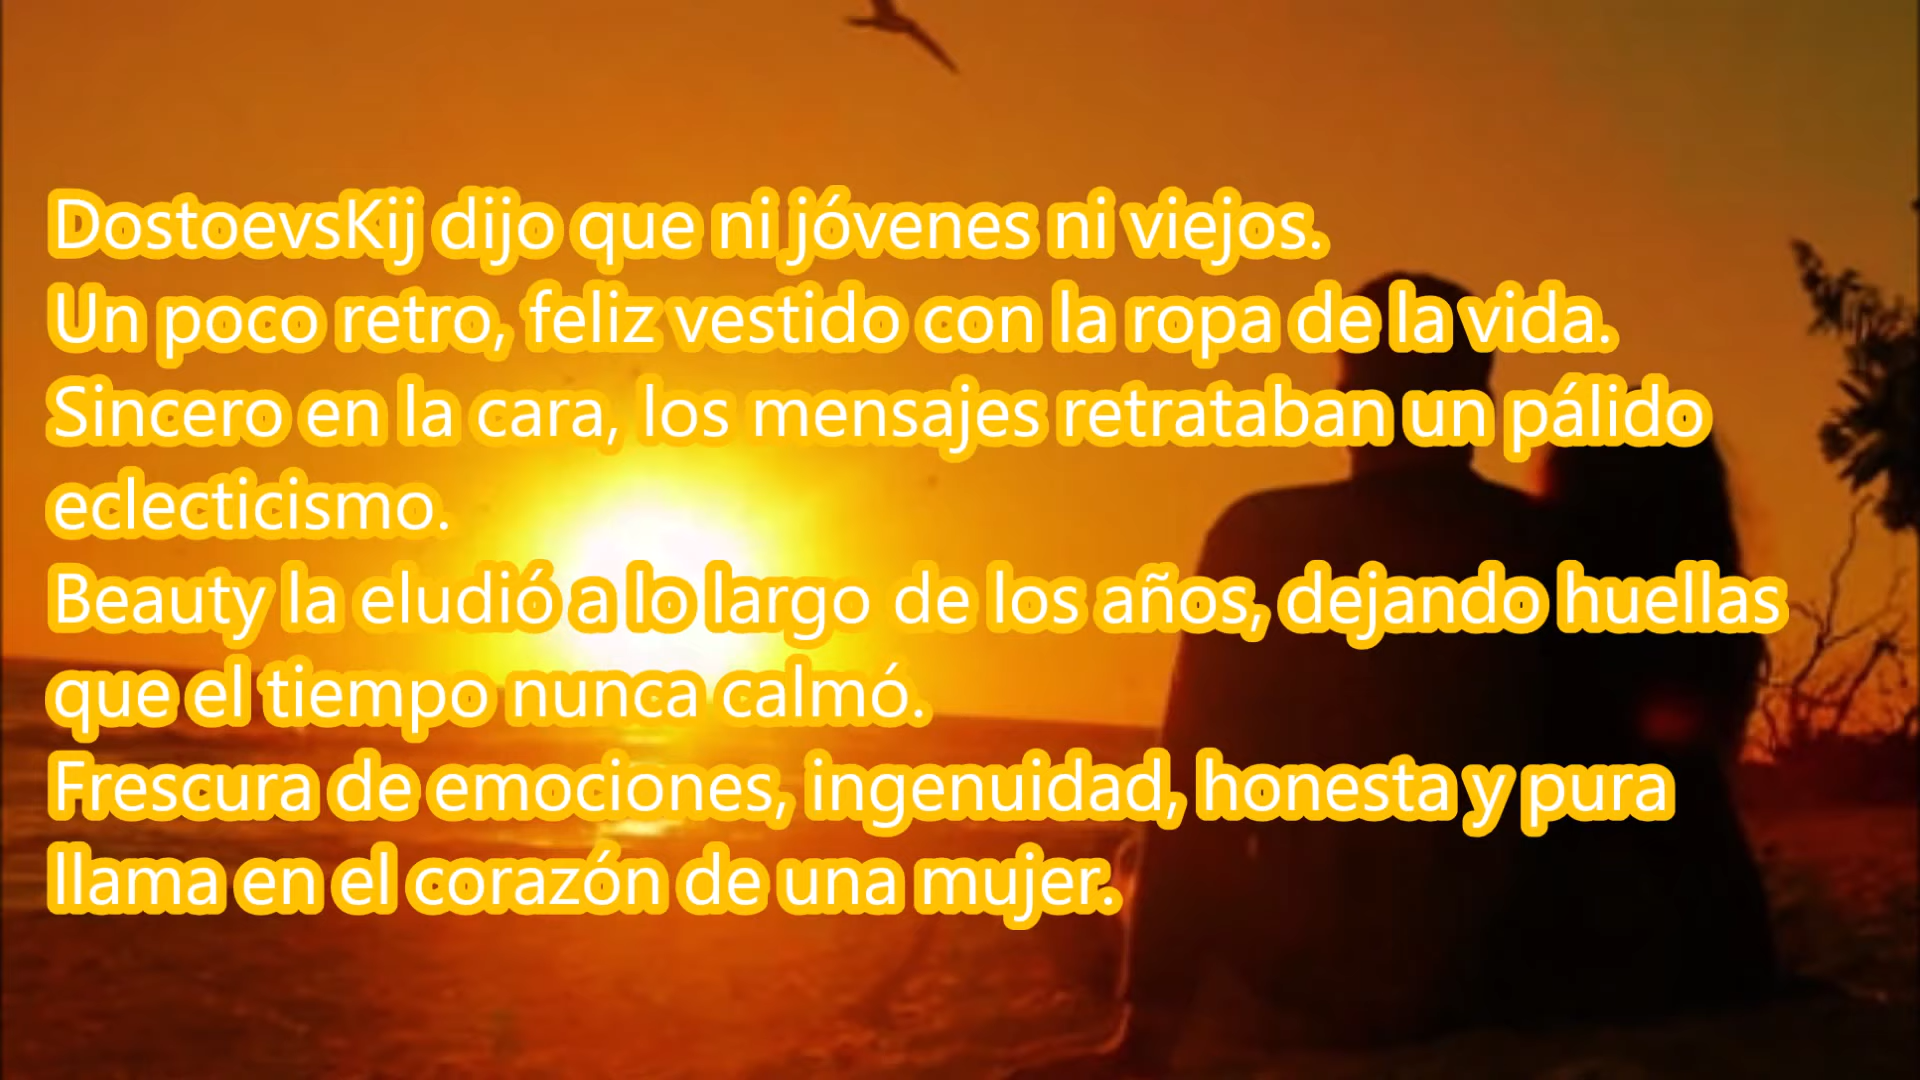 DostoevsKij dijo que ni jóvenes ni viejos.
Un poco retro, feliz vestido con la ropa de la vida.
Sincero en la cara, los mensajes retrataban un pálido
eclecticismo.
Beauty la eludió a lo largo de los años, dejando huellas
que el tiempo nunca calmó.
Frescura de emociones, ingenuidad, honesta y pura
llama en el corazón de una mujer.